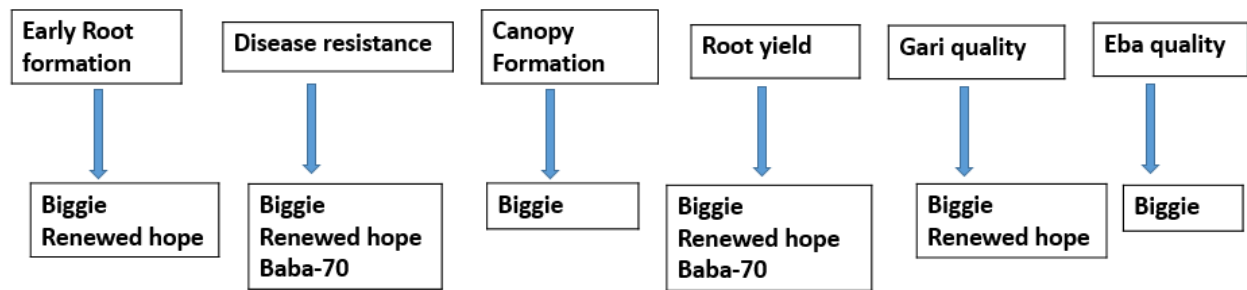 Early Root
formation
Disease resistance
Canopy
Formation
Root yield
Gari quality
Eba quality
Biggie
Renewed hope
Biggie
Renewed hope
Baba-70
Biggie
Biggie
Renewed hope
Baba-70
Biggie
Renewed hope
Biggie